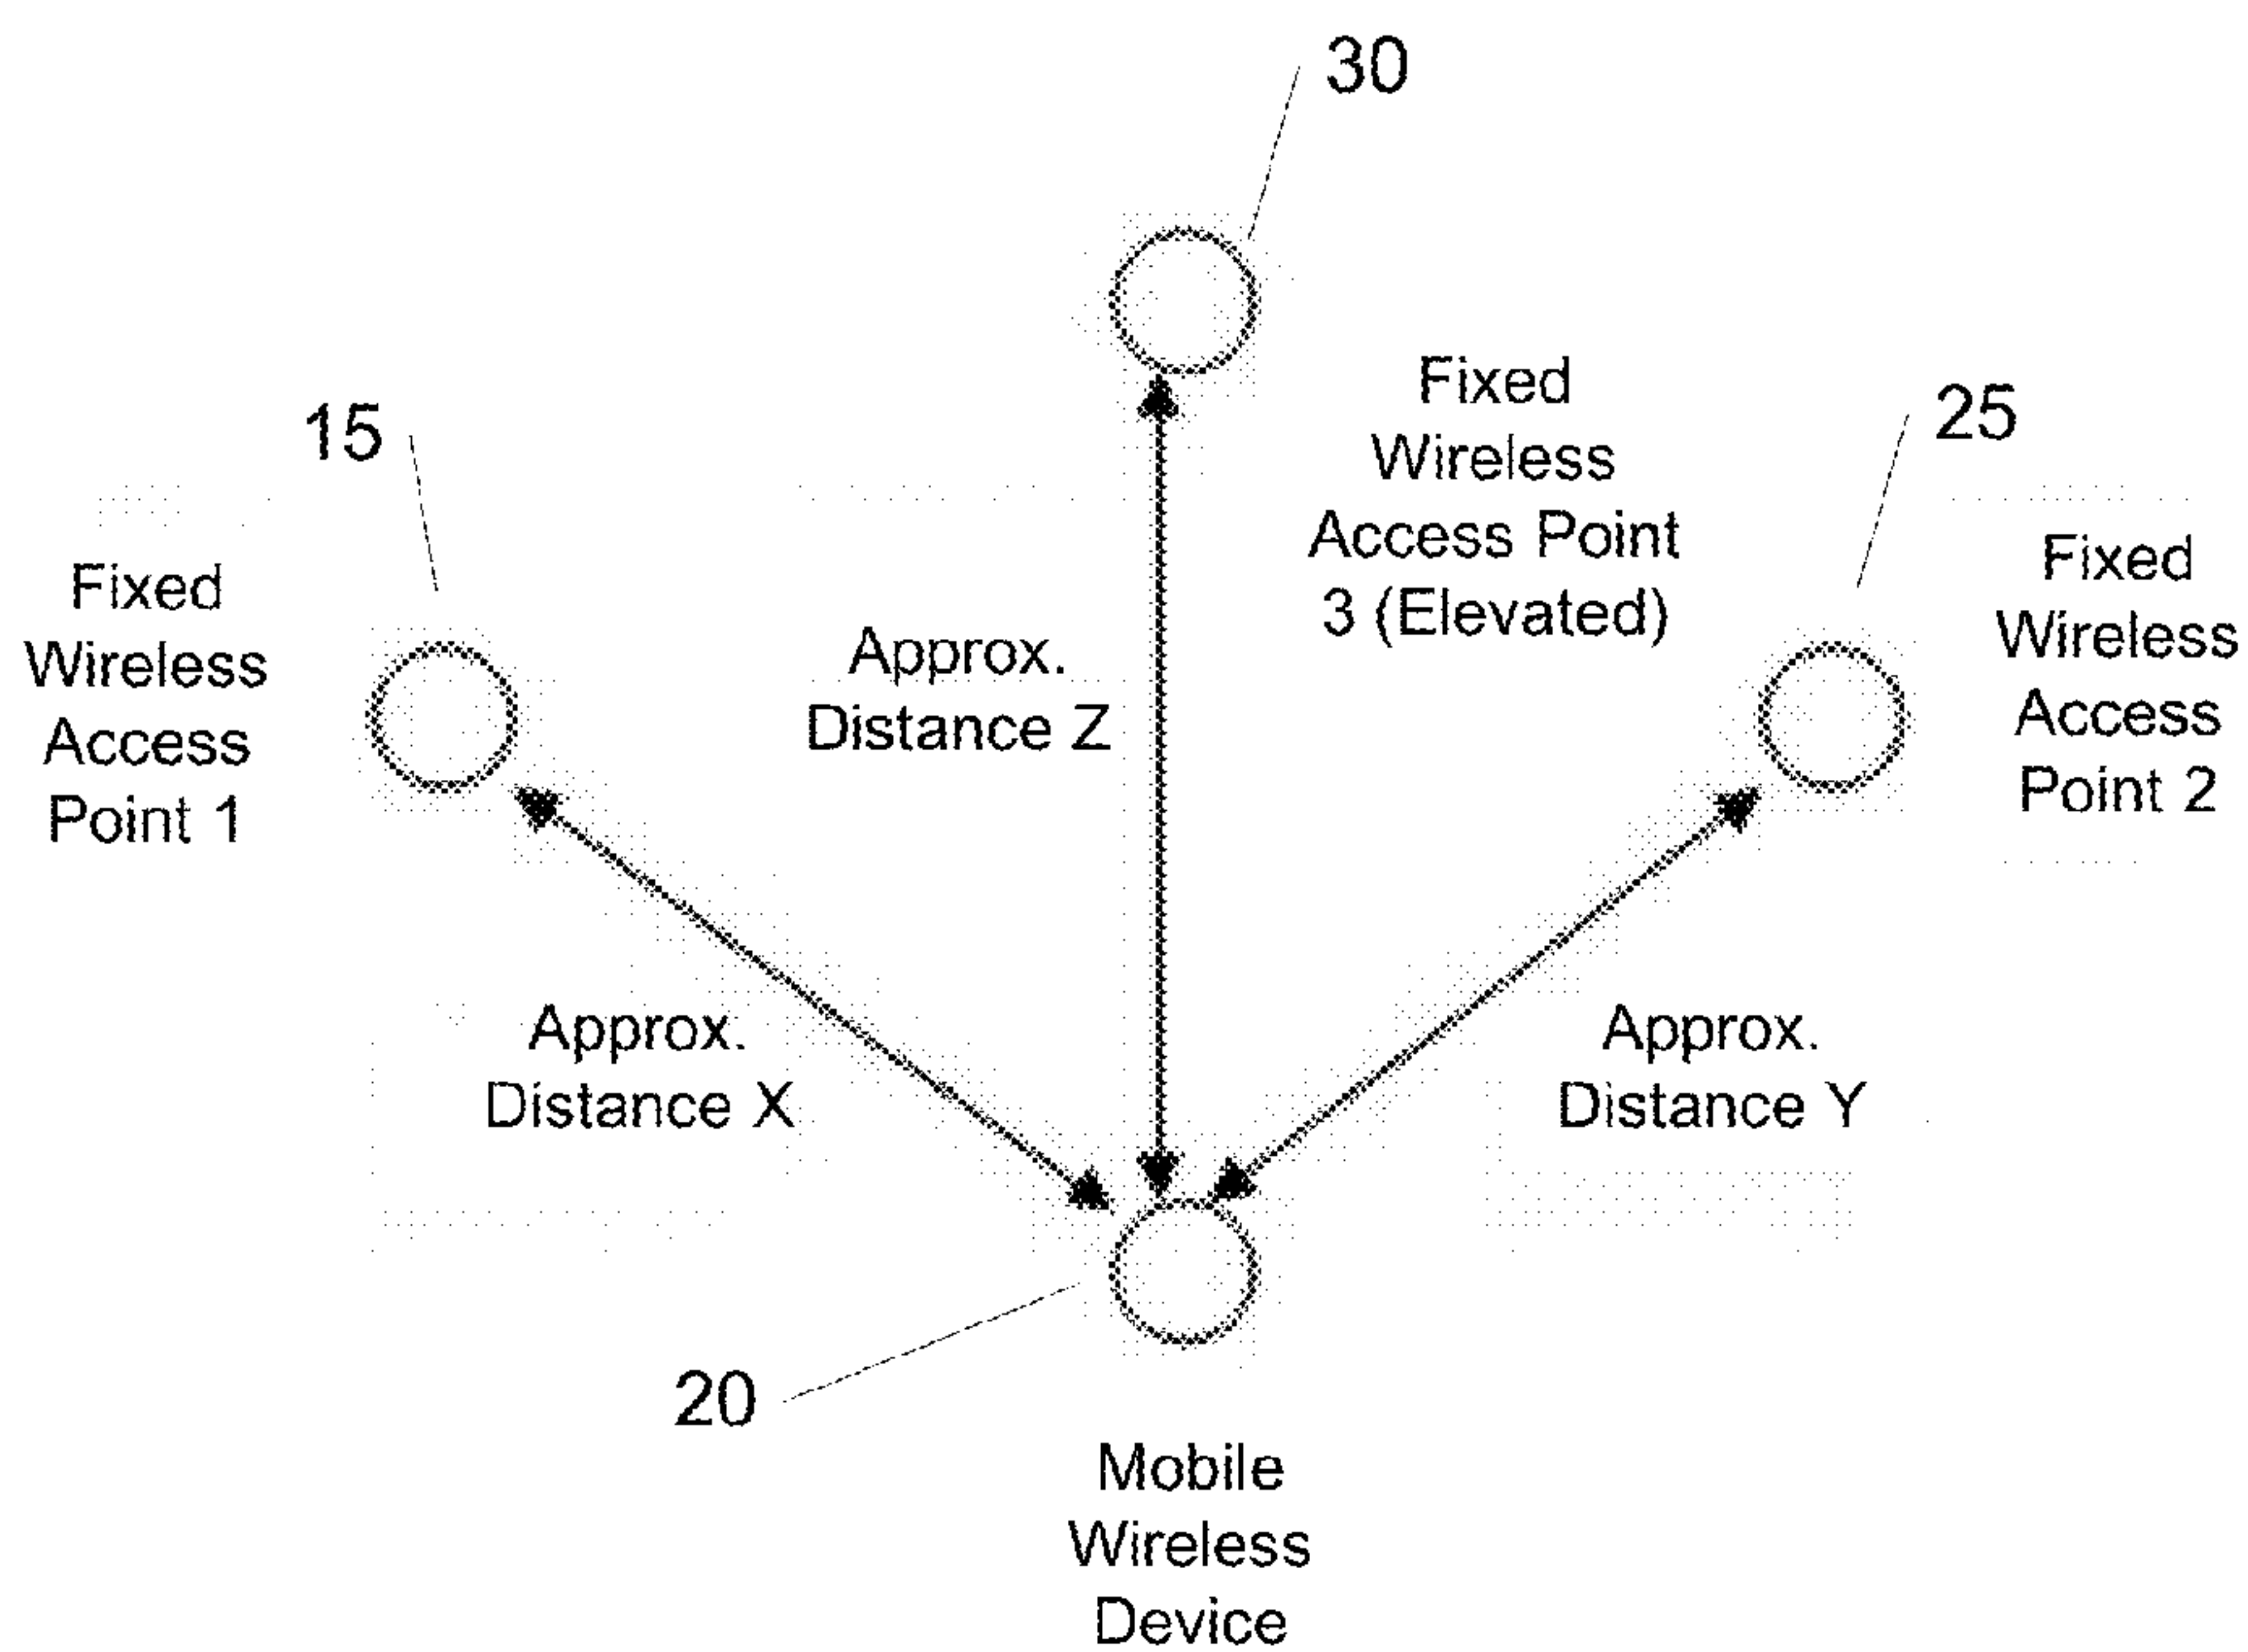 30
15
25
Fixed
Wireless
Access Point
3 (Elevated)
Fixed
Wireless
Access
Point 1
Fixed
Wireless
Access
Point 2
Approx.
Distance Z
Approx.
Distance X
Approx.
Distance Y
20
Mobile
Wireless
Device